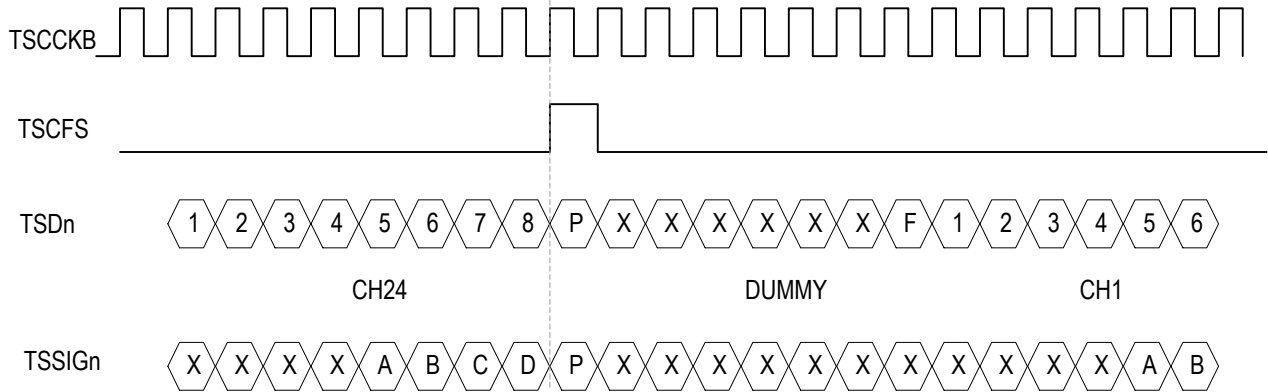 TSCCKB
TSCFS
TSDn 1 2 3 4 5 6 7 8 P X X X X X X F 1 2 3 4 5 6
CH24 DUMMY CH1
TSSIGn X X X X A B C D P X X X X X X X X X X X A B